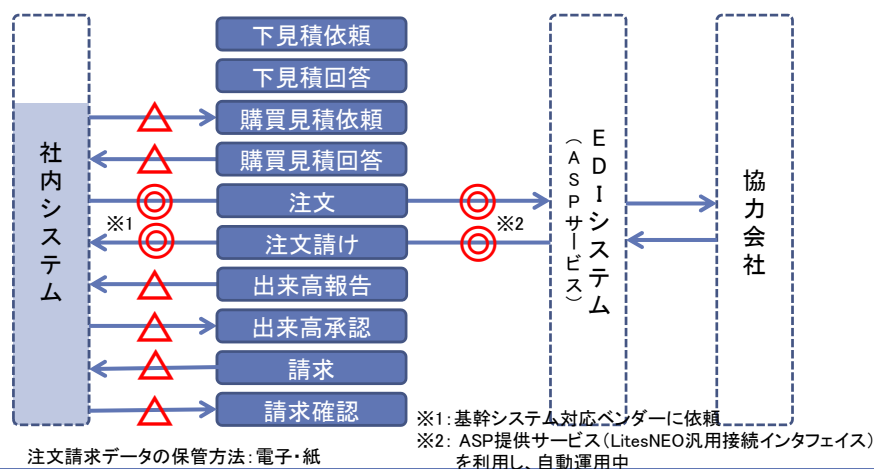 下見積依頼
下見積回答
購買見積依頼
購買見積回答
注文
注文請け
出来高報告
出来高承認
請求
請求確認
社内システム
※1
※2
EDIシステム
(ASPサービス)
協力会社
注文請求データの保管方法:電子・紙
※1:基幹システム対応ベンダーに依頼
※2: ASP提供サービス(LitesNEO汎用接続インタフェイス)
を利用し、自動運用中